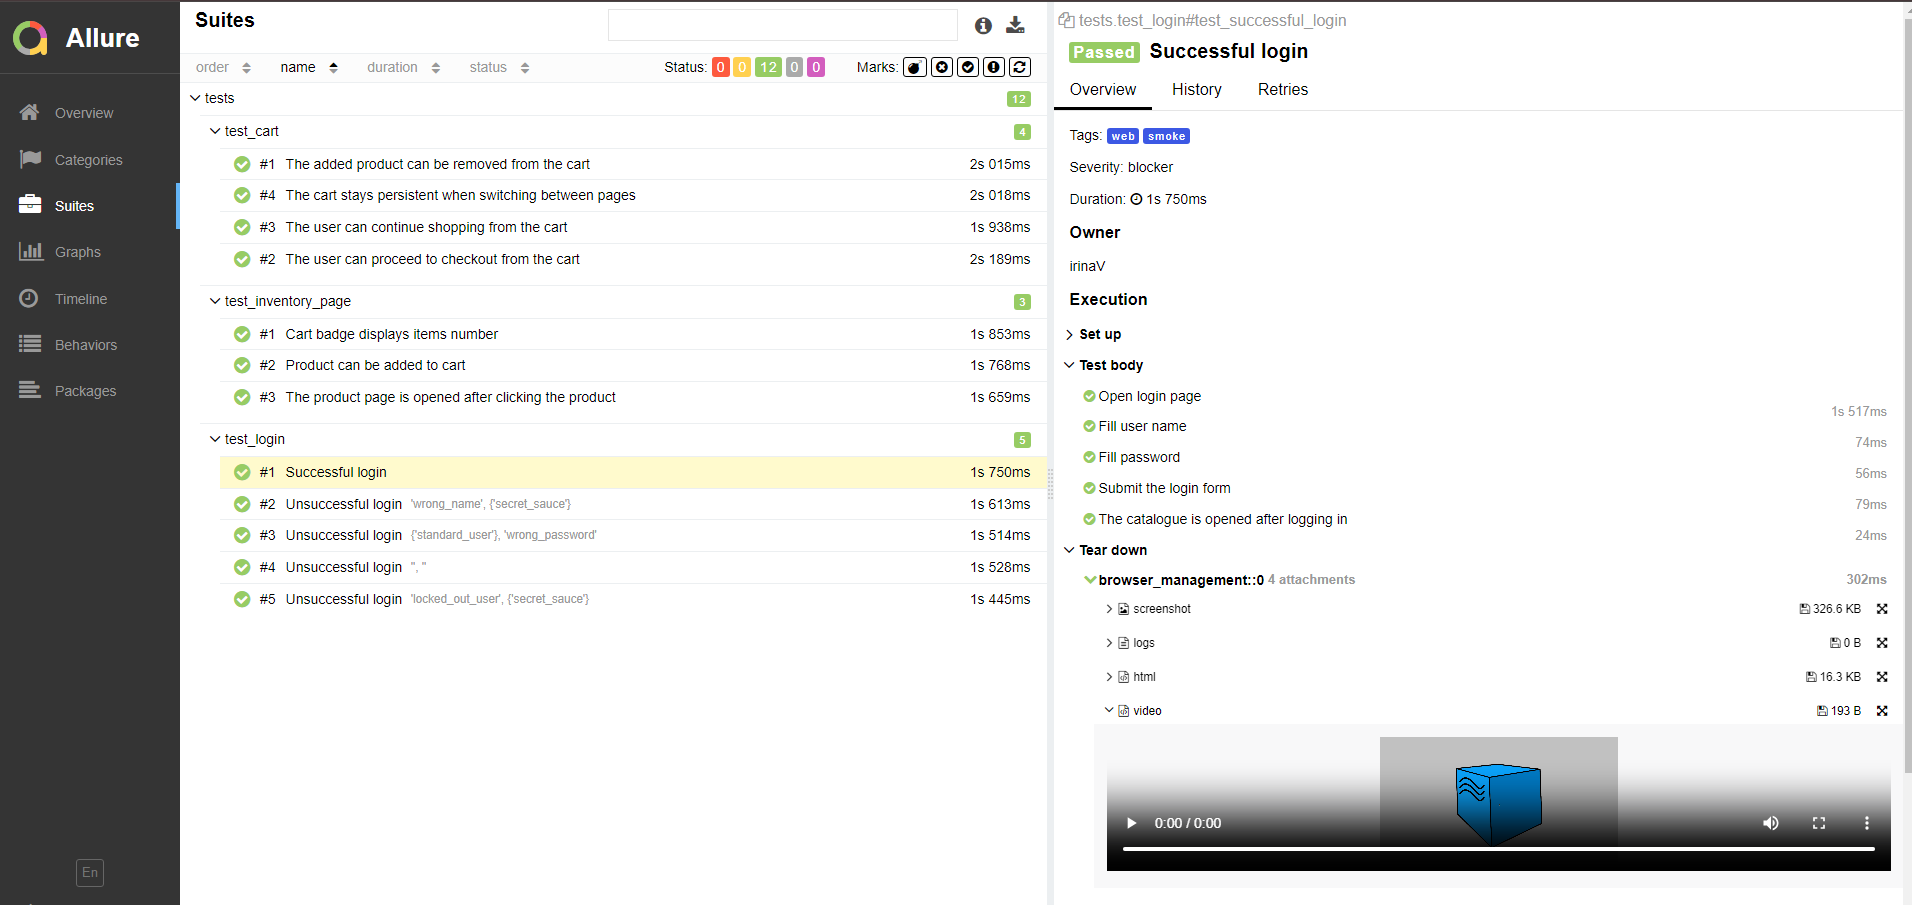 Allure
Overview
Categories
Suites
Graphs
Timeline
Behaviors
Packages
En
Suites
order name duration status Status: 0 0 12 0 0 Marks:
tests 12
test_cart 4
#1 The added product can be removed from the cart 2s 015ms
#4 The cart stays persistent when switching between pages 2s 018ms
#3 The user can continue shopping from the cart 1s 938ms
#2 The user can proceed to checkout from the cart 2s 189ms
test_inventory_page 3
#1 Cart badge displays items number 1s 853ms
#2 Product can be added to cart 1s 768ms
#3 The product page is opened after clicking the product 1s 659ms
test_login 5
#1 Successful login 1s 750ms
#2 Unsuccessful login 'wrong_name', {'secret_sauce'} 1s 613ms
#3 Unsuccessful login {'standard_user'}, 'wrong_password' 1s 514ms
#4 Unsuccessful login '', '' 1s 528ms
#5 Unsuccessful login 'locked_out_user', {'secret_sauce'} 1s 445ms
tests.test_login#test_successful_login
Passed Successful login
Overview History Retries
Tags: web smoke
Severity: blocker
Duration: 1s 750ms
Owner
irinaV
Execution
Set up
Test body
Open login page
1s 517ms
Fill user name
74ms
Fill password
56ms
Submit the login form
79ms
The catalogue is opened after logging in
24ms
Tear down
browser_management::0 4 attachments 302ms
screenshot 326.6 KB
logs 0 B
html 16.3 KB
video 193 B
0:00 / 0:00